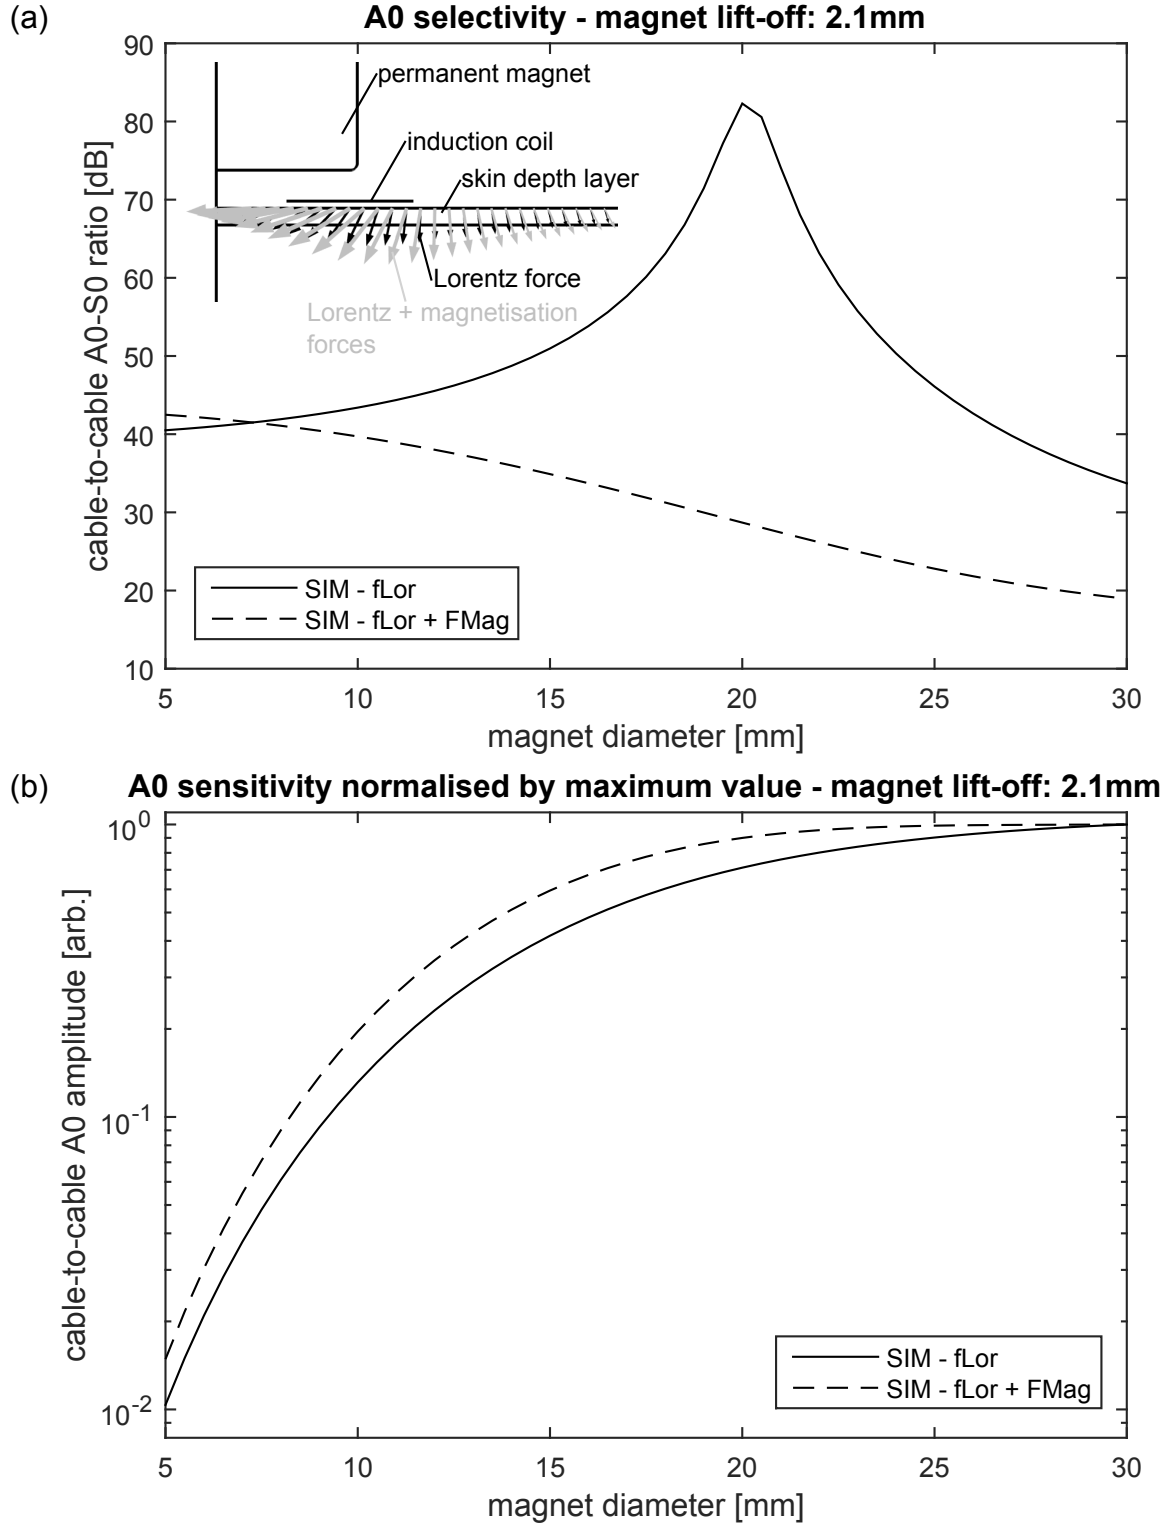 (a)
A0 selectivity - magnet lift-off: 2.1mm
cable-to-cable A0-S0 ratio [dB]
90
80
70
60
50
40
30
20
10
permanent magnet
induction coil
skin depth layer
Lorentz force
Lorentz + magnetisation
forces
SIM - fLor
SIM - fLor + FMag
5 10 15 20 25 30
magnet diameter [mm]
(b)
A0 sensitivity normalised by maximum value - magnet lift-off: 2.1mm
cable-to-cable A0 amplitude [arb.]
10^0
10^-1
10^-2
SIM - fLor
SIM - fLor + FMag
5 10 15 20 25 30
magnet diameter [mm]